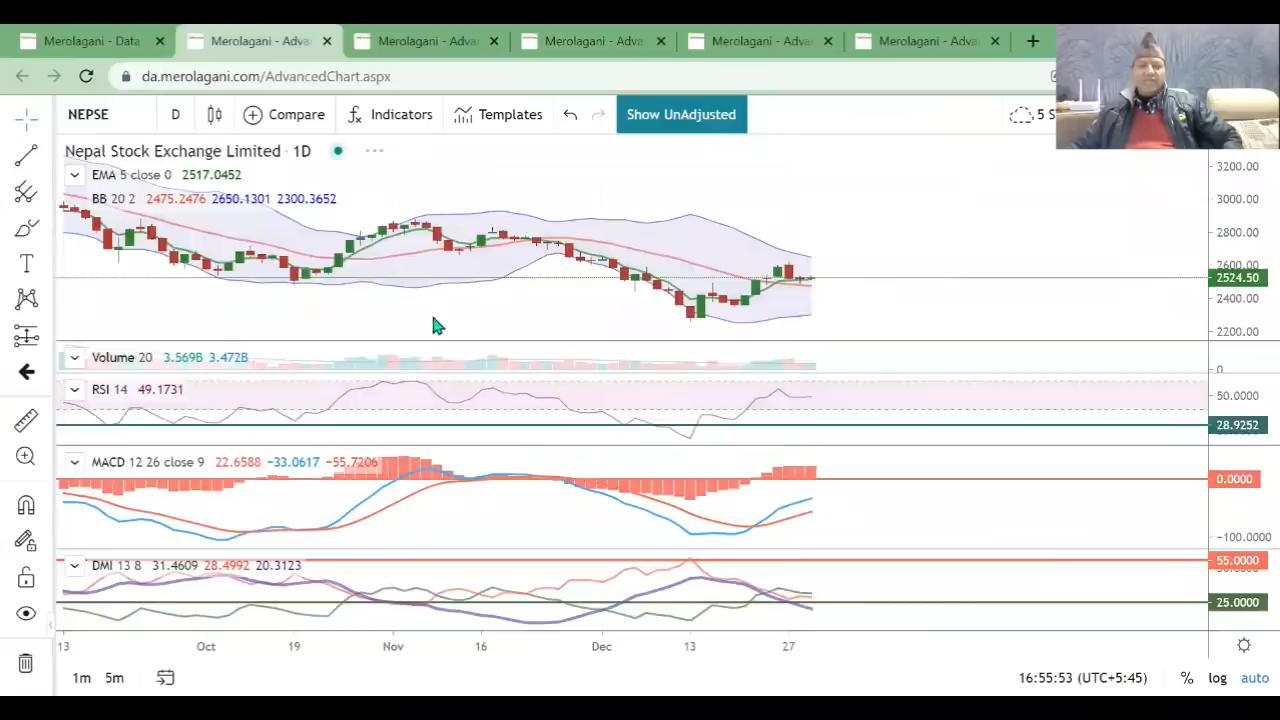 Merolagani - Data
Merolagani - Adva
Merolagani - Adva
Merolagani - Adva
Merolagani - Adva
Merolagani - Adva
da.merolagani.com/AdvancedChart.aspx
NEPSE D Compare Indicators Templates Show UnAdjusted 5 S
Nepal Stock Exchange Limited · 1D
EMA 5 close 0 2517.0452
BB 20 2 2475.2476 2650.1301 2300.3652
3200.00
3000.00
2800.00
2600.00
2524.50
2400.00
2200.00
Volume 20 3.569B 3.472B
0
RSI 14 49.1731
50.0000
28.9252
MACD 12 26 close 9 22.6588 −33.0617 −55.7206
0.0000
−100.0000
DMI 13 8 31.4609 28.4992 20.3123
55.0000
25.0000
13 Oct 19 Nov 16 Dec 13 27
1m 5m 16:55:53 (UTC+5:45) % log auto